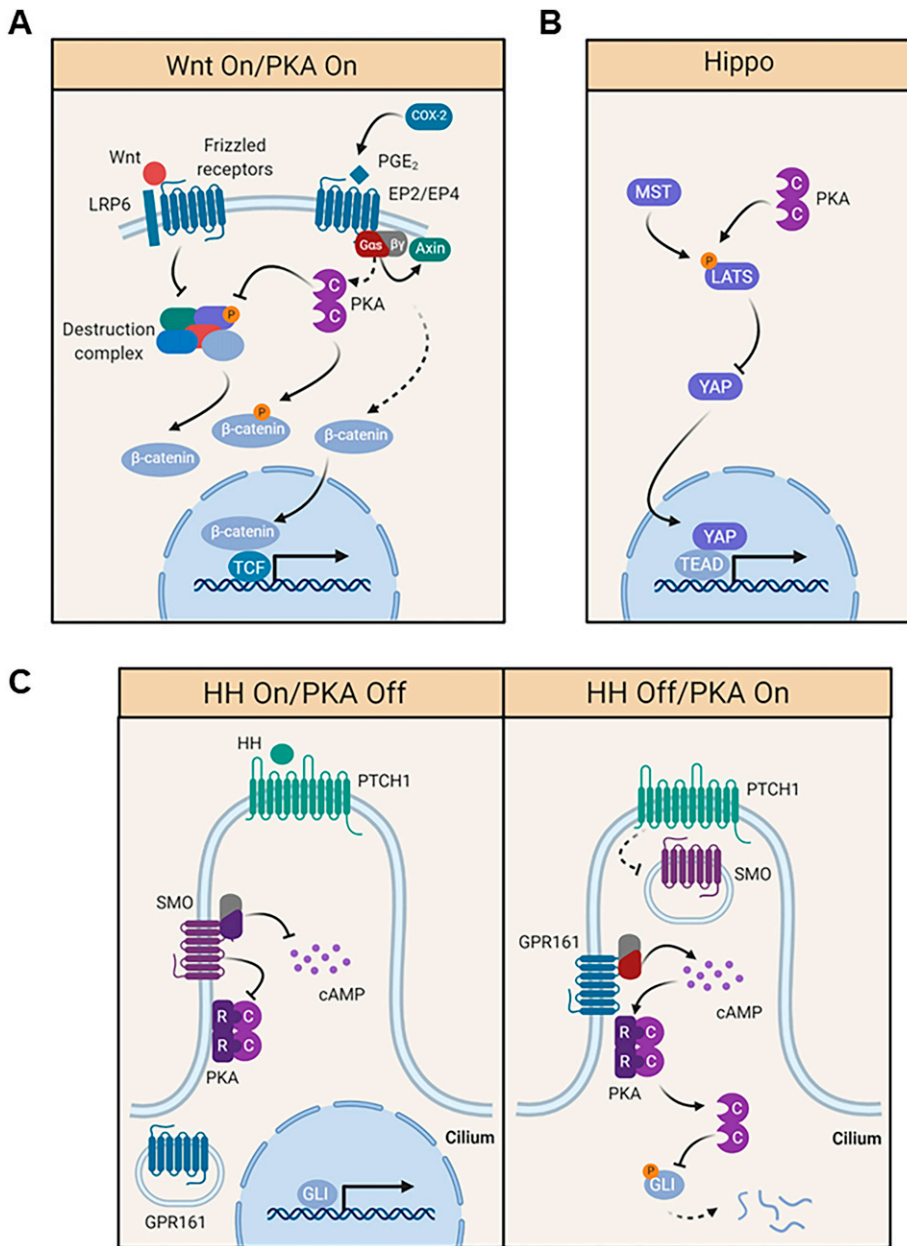 A
Wnt On/PKA On
COX-2
Wnt
Frizzled
receptors
PGE₂
LRP6
EP2/EP4
Gαs
βγ
Axin
C
C
PKA
P
Destruction
complex
P
β-catenin
β-catenin
β-catenin
β-catenin
TCF
B
Hippo
MST
C
C
PKA
P
LATS
YAP
YAP
TEAD
C
HH On/PKA Off
HH
PTCH1
SMO
cAMP
R C
R C
PKA
Cilium
GPR161
GLI
HH Off/PKA On
PTCH1
SMO
GPR161
cAMP
R C
R C
PKA
C
C
Cilium
P
GLI